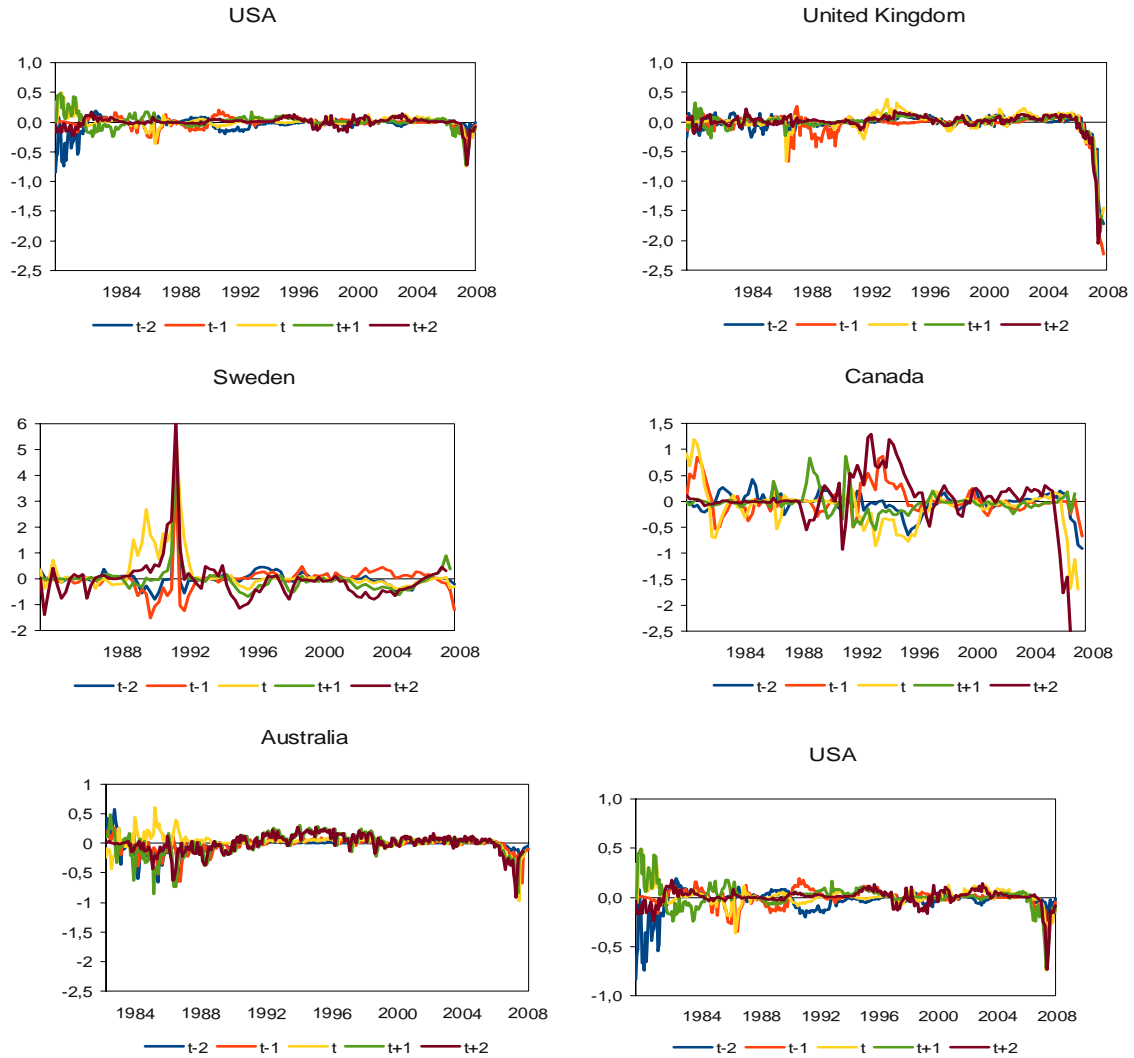 USA
1,0
0,5
0,0
-0,5
-1,0
-1,5
-2,0
-2,5
1984 1988 1992 1996 2000 2004 2008
t-2 t-1 t t+1 t+2
United Kingdom
1,0
0,5
0,0
-0,5
-1,0
-1,5
-2,0
-2,5
1984 1988 1992 1996 2000 2004 2008
t-2 t-1 t t+1 t+2
Sweden
6
5
4
3
2
1
0
-1
-2
1988 1992 1996 2000 2004 2008
t-2 t-1 t t+1 t+2
Canada
1,5
1
0,5
0
-0,5
-1
-1,5
-2
-2,5
1984 1988 1992 1996 2000 2004 2008
t-2 t-1 t t+1 t+2
Australia
1
0,5
0
-0,5
-1
-1,5
-2
-2,5
1984 1988 1992 1996 2000 2004 2008
t-2 t-1 t t+1 t+2
USA
1,0
0,5
0,0
-0,5
-1,0
1984 1988 1992 1996 2000 2004 2008
t-2 t-1 t t+1 t+2